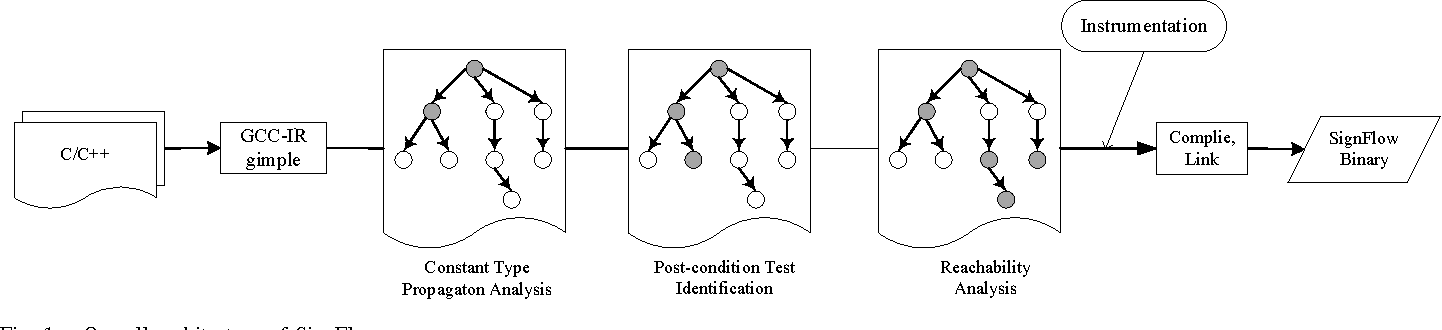 Instrumentation
C/C++
GCC-IR
gimple
Complie,
Link
SignFlow
Binary
Constant Type
Propagaton Analysis
Post-condition Test
Identification
Reachability
Analysis